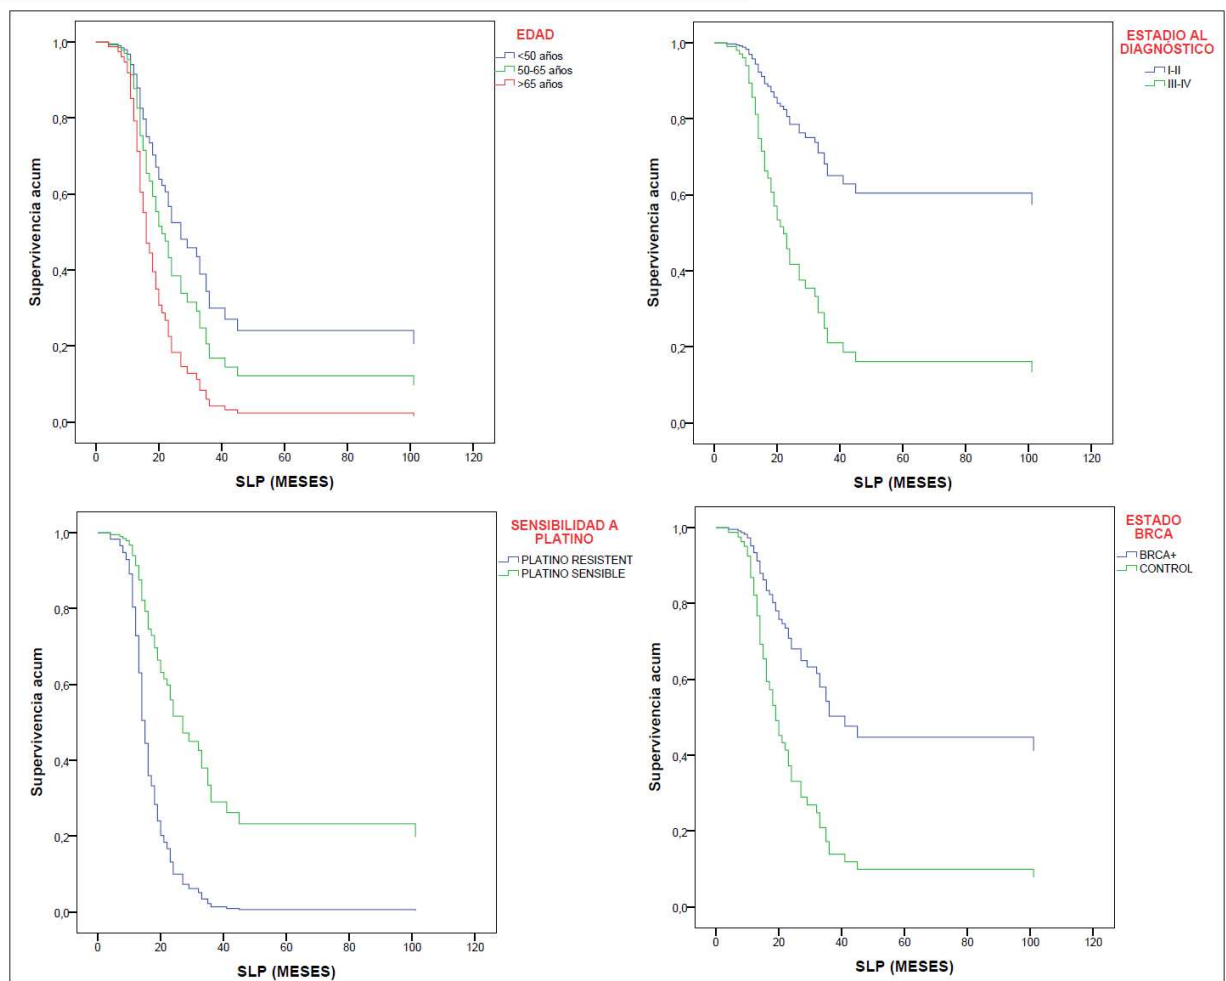 EDAD
<50 años
50-65 años
>65 años
1,0
0,8
0,6
0,4
0,2
0,0
Supervivencia acum
0 20 40 60 80 100 120
SLP (MESES)
ESTADIO AL
DIAGNÓSTICO
I-II
III-IV
1,0
0,8
0,6
0,4
0,2
0,0
Supervivencia acum
0 20 40 60 80 100 120
SLP (MESES)
SENSIBILIDAD A
PLATINO
PLATINO RESISTENT
PLATINO SENSIBLE
1,0
0,8
0,6
0,4
0,2
0,0
Supervivencia acum
0 20 40 60 80 100 120
SLP (MESES)
ESTADO
BRCA
BRCA+
CONTROL
1,0
0,8
0,6
0,4
0,2
0,0
Supervivencia acum
0 20 40 60 80 100 120
SLP (MESES)